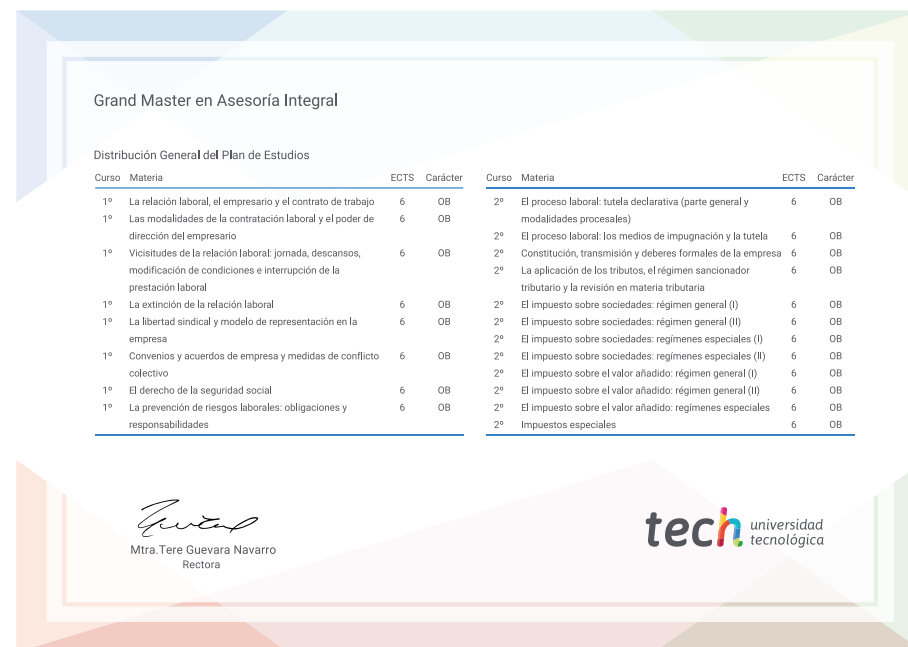 Grand Master en Asesoría Integral
Distribución General del Plan de Estudios
Curso Materia ECTS Carácter
1º La relación laboral, el empresario y el contrato de trabajo 6 OB
1º Las modalidades de la contratación laboral y el poder de 6 OB
dirección del empresario
1º Vicisitudes de la relación laboral: jornada, descansos, 6 OB
modificación de condiciones e interrupción de la
prestación laboral
1º La extinción de la relación laboral 6 OB
1º La libertad sindical y modelo de representación en la 6 OB
empresa
1º Convenios y acuerdos de empresa y medidas de conflicto 6 OB
colectivo
1º El derecho de la seguridad social 6 OB
1º La prevención de riesgos laborales: obligaciones y 6 OB
responsabilidades
Curso Materia ECTS Carácter
2º El proceso laboral: tutela declarativa (parte general y 6 OB
modalidades procesales)
2º El proceso laboral: los medios de impugnación y la tutela 6 OB
2º Constitución, transmisión y deberes formales de la empresa 6 OB
2º La aplicación de los tributos, el régimen sancionador 6 OB
tributario y la revisión en materia tributaria
2º El impuesto sobre sociedades: régimen general (I) 6 OB
2º El impuesto sobre sociedades: régimen general (II) 6 OB
2º El impuesto sobre sociedades: regímenes especiales (I) 6 OB
2º El impuesto sobre sociedades: regímenes especiales (II) 6 OB
2º El impuesto sobre el valor añadido: régimen general (I) 6 OB
2º El impuesto sobre el valor añadido: régimen general (II) 6 OB
2º El impuesto sobre el valor añadido: regímenes especiales 6 OB
2º Impuestos especiales 6 OB
Mtra.Tere Guevara Navarro
Rectora
tech universidad
tecnológica